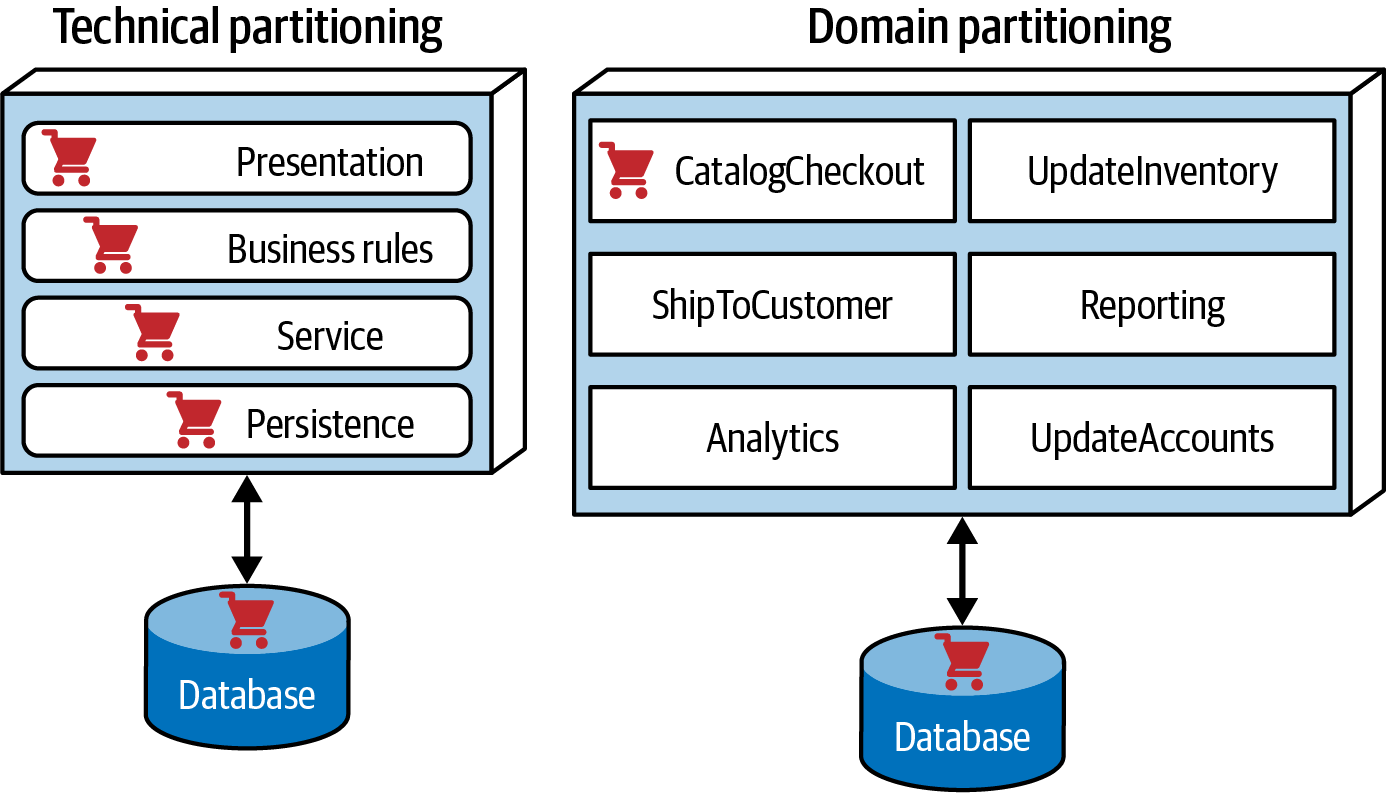 Technical partitioning
Presentation
Business rules
Service
Persistence
Database
Domain partitioning
CatalogCheckout
UpdateInventory
ShipToCustomer
Reporting
Analytics
UpdateAccounts
Database